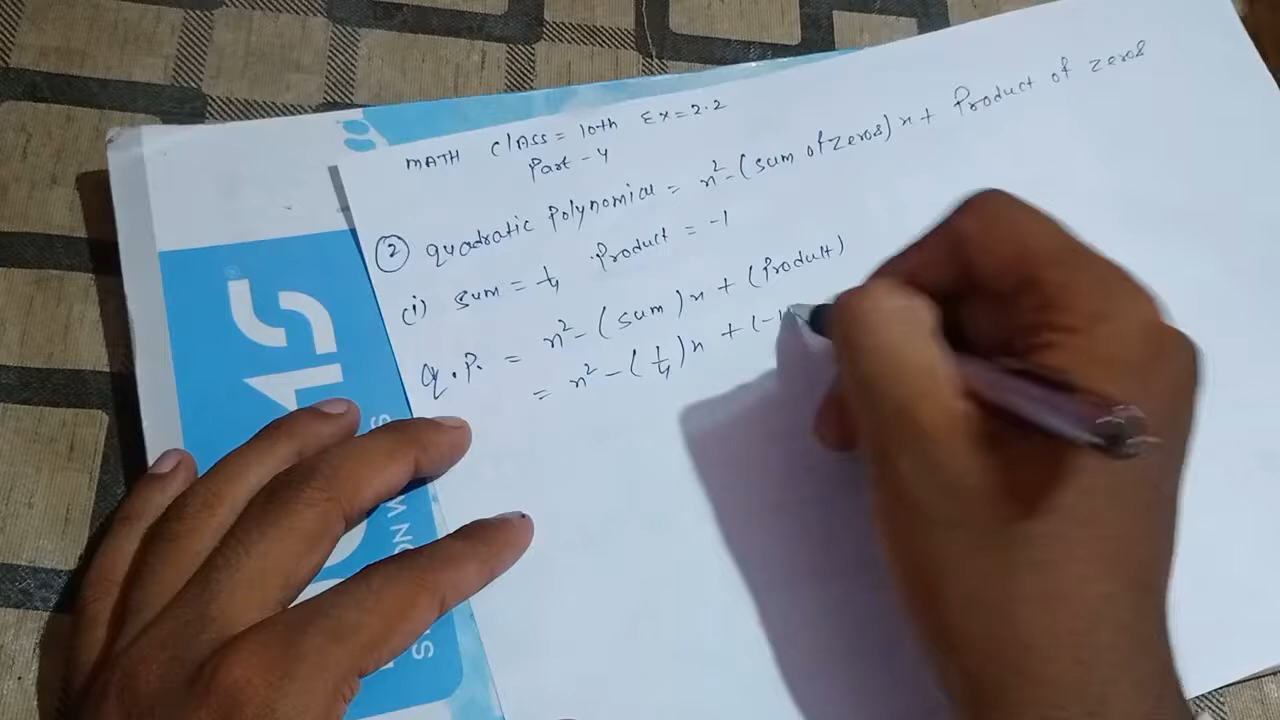 MATH Class = 10th Ex = 2.2
Part - 4
② quadratic Polynomial = x² - (sum of zeros) x + Product of zeros
(i) sum = 1/4 Product = -1
q.P. = x² - (sum) x + (Product)
= x² - (1/4) x + (-1